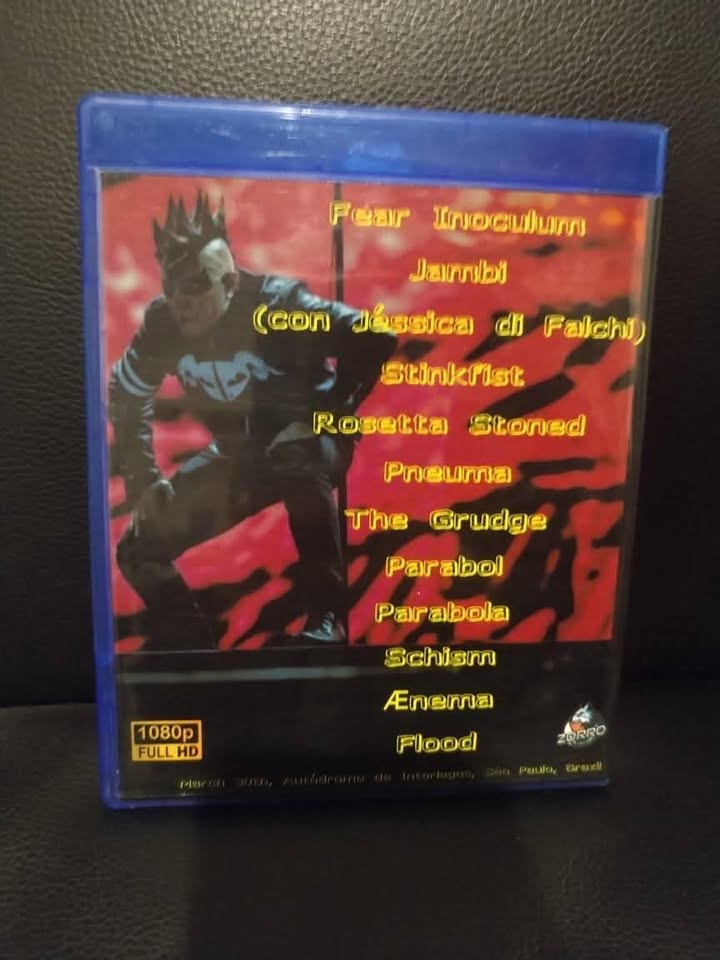 Fear Inoculum
Jambi
(con Jéssica di Falchi)
Stinkfist
Rosetta Stoned
Pneuma
The Grudge
Parabol
Parabola
Schism
Ænema
Flood
1080p
FULL HD
ZORRO
March 30th, Autódromo de Interlagos, São Paulo, Brazil